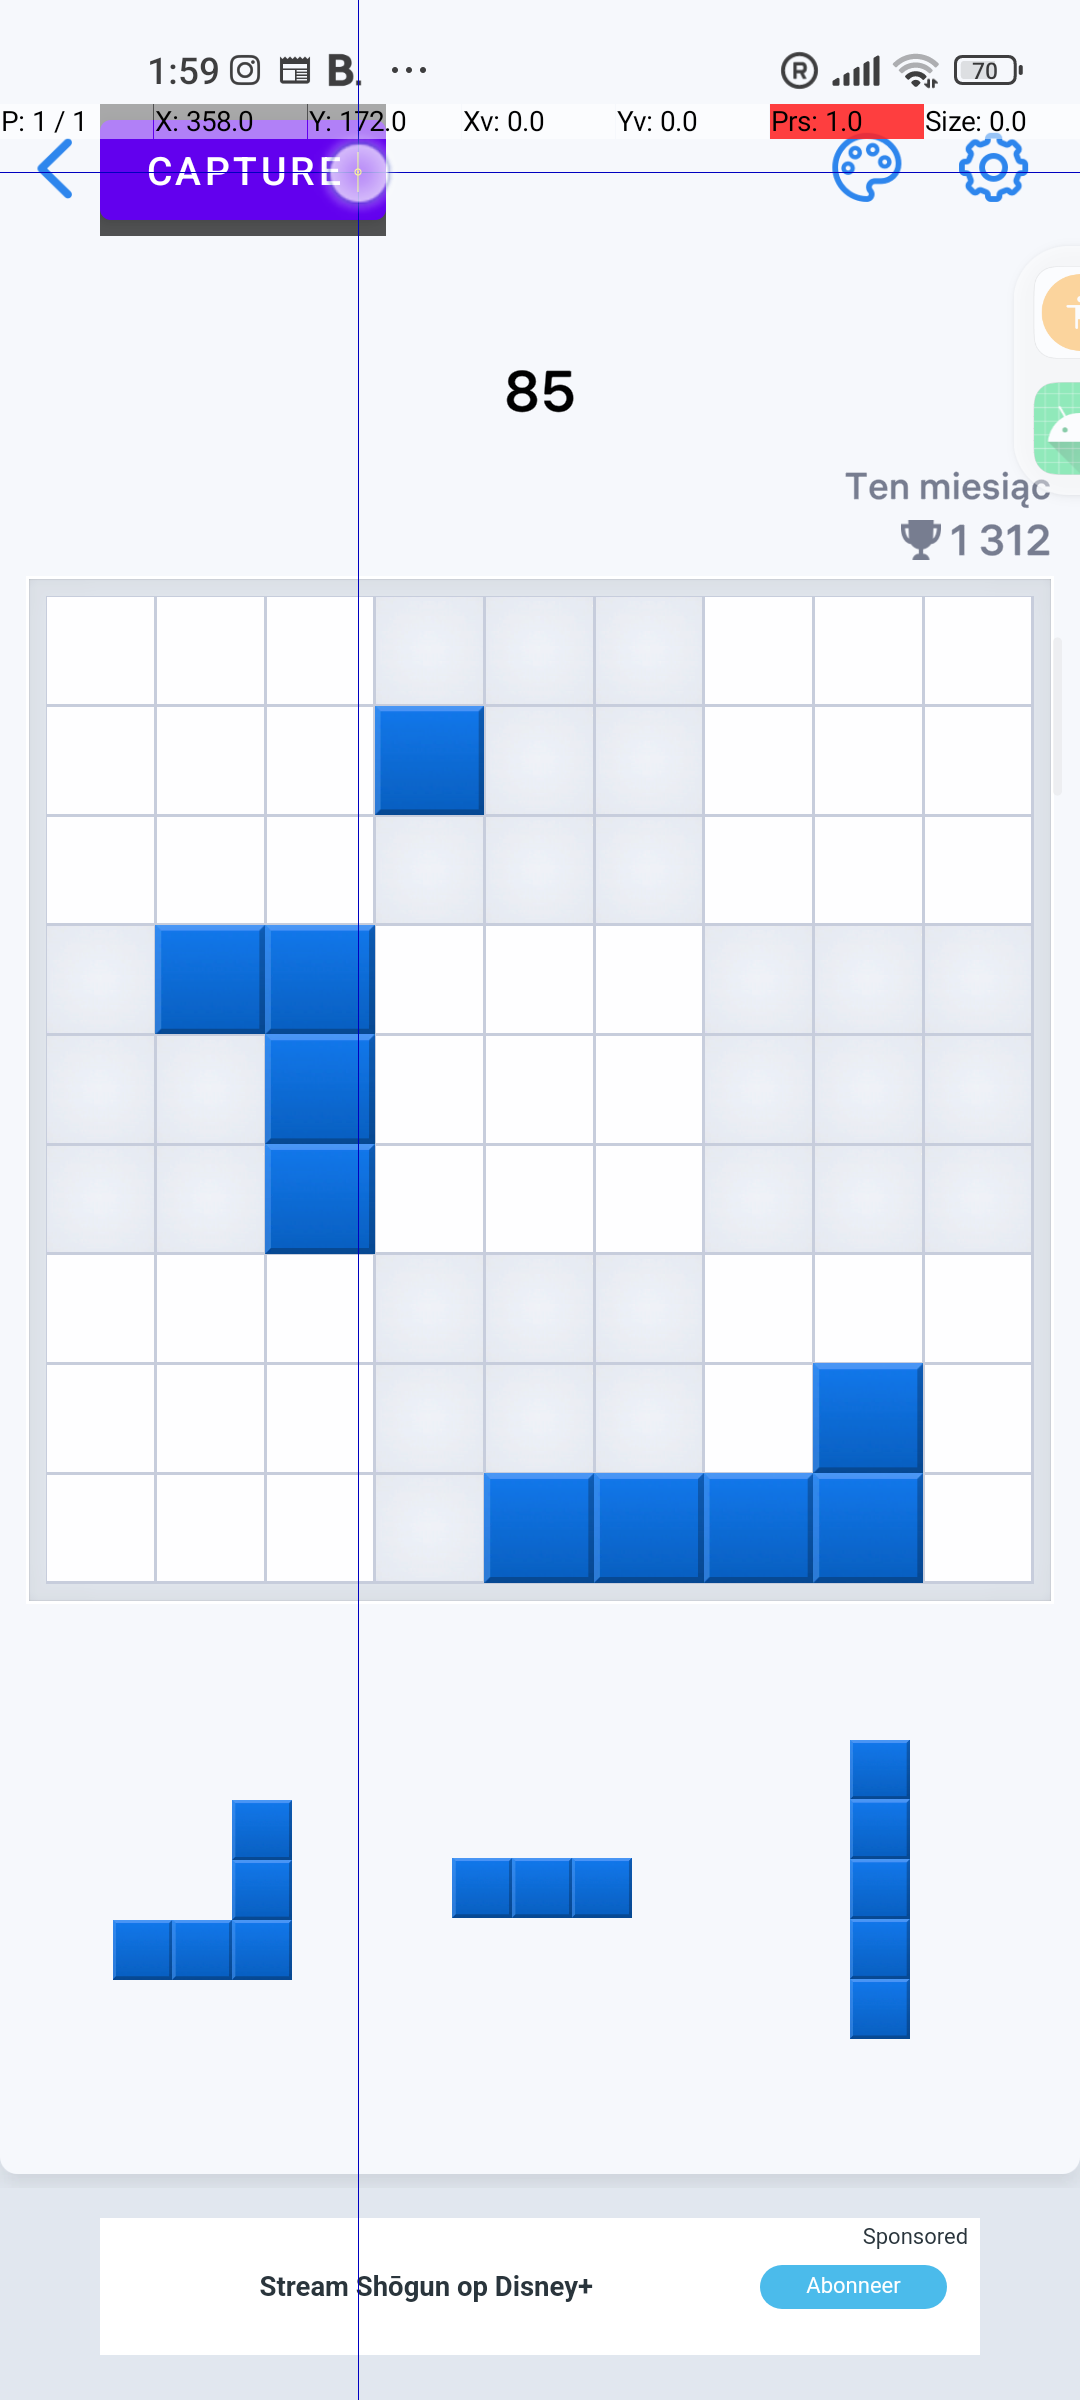 1:59 B. ... R 70
P: 1 / 1 X: 358.0 Y: 172.0 Xv: 0.0 Yv: 0.0 Prs: 1.0 Size: 0.0
CAPTURE
85
Ten miesiąc
1 312
Sponsored
Stream Shōgun op Disney+
Abonneer